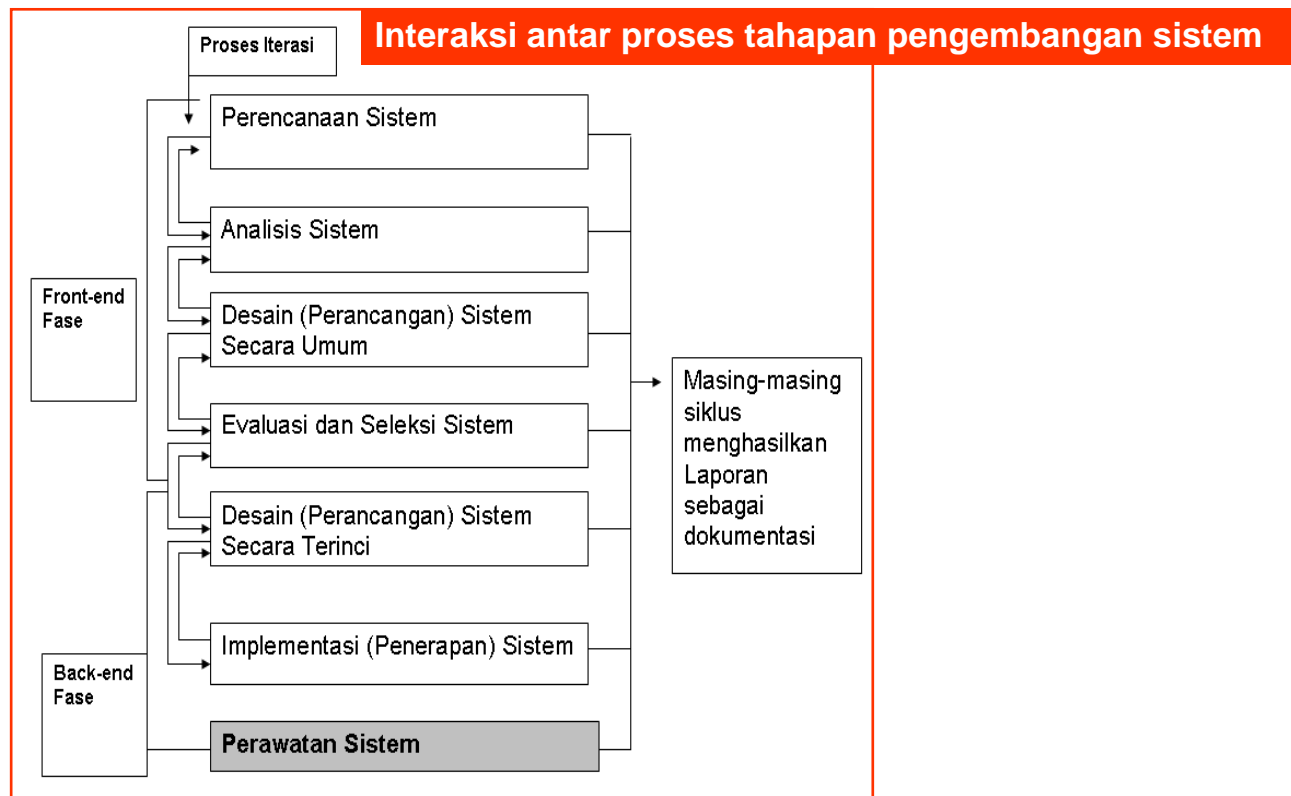 Interaksi antar proses tahapan pengembangan sistem
Proses Iterasi
Perencanaan Sistem
Analisis Sistem
Front-end
Fase
Desain (Perancangan) Sistem
Secara Umum
Masing-masing
siklus
menghasilkan
Laporan
sebagai
dokumentasi
Evaluasi dan Seleksi Sistem
Desain (Perancangan) Sistem
Secara Terinci
Implementasi (Penerapan) Sistem
Back-end
Fase
Perawatan Sistem